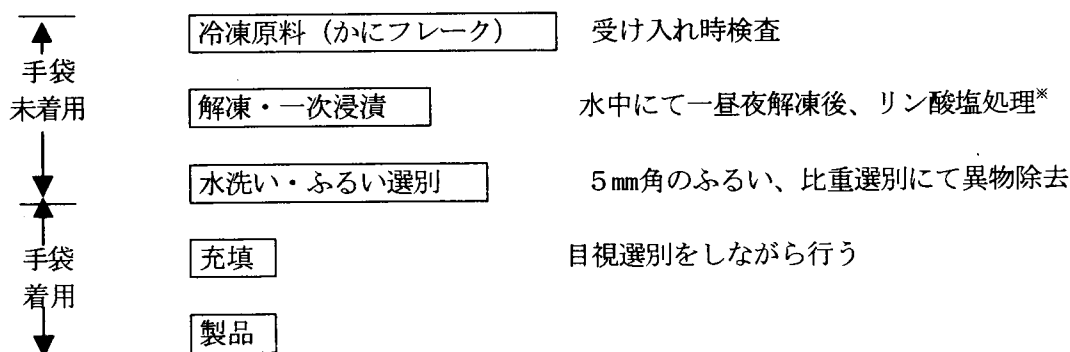 冷凍原料（かにフレーク） 受け入れ時検査
手袋
未着用
解凍・一次浸漬 水中にて一昼夜解凍後、リン酸塩処理※
水洗い・ふるい選別 5mm角のふるい、比重選別にて異物除去
手袋
着用
充填 目視選別をしながら行う
製品